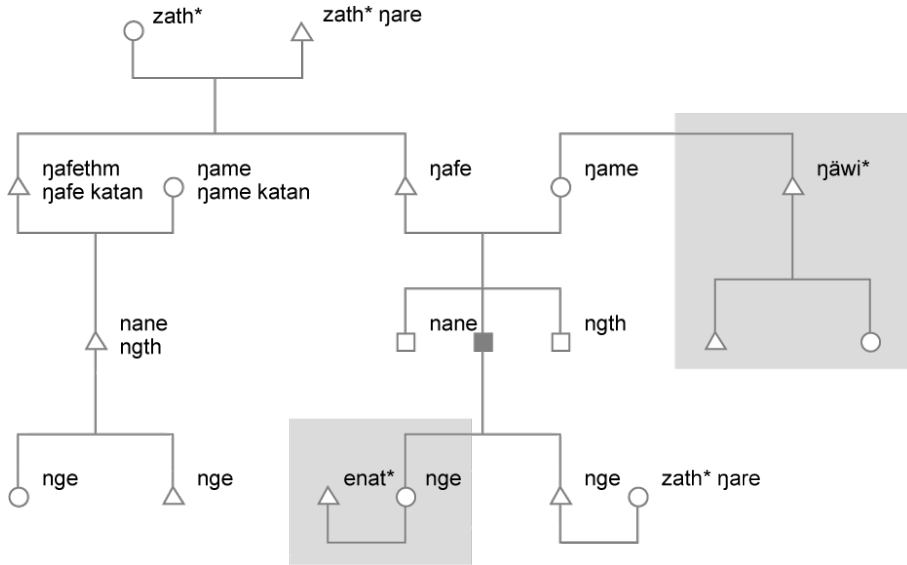 zath*
zath* ŋare
ŋafethm
ŋafe katan
ŋame
ŋame katan
ŋafe
ŋame
ŋäwi*
nane
ngth
nane
ngth
nge
nge
enat*
nge
nge
zath* ŋare